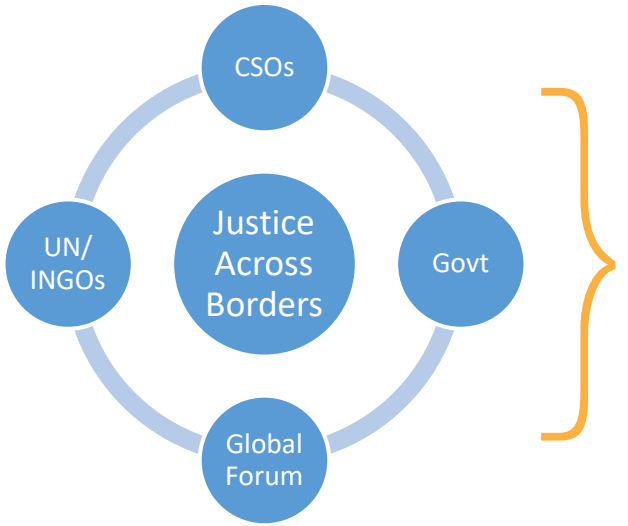 CSOs
UN/
INGOs
Justice
Across
Borders
Govt
Global
Forum